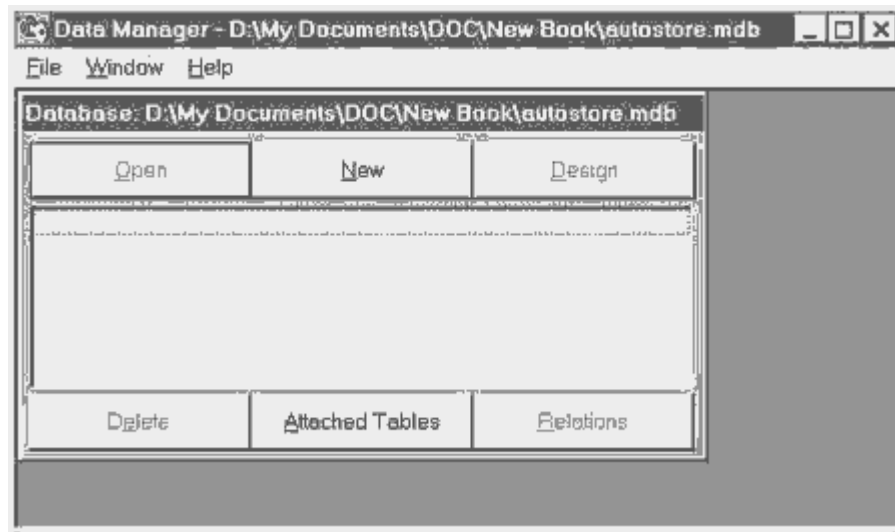 Data Manager - D:\My Documents\DOC\New Book\autostore.mdb
File Window Help
Database: D:\My Documents\DOC\New Book\autostore.mdb
Open New Design
Delete Attached Tables Relations